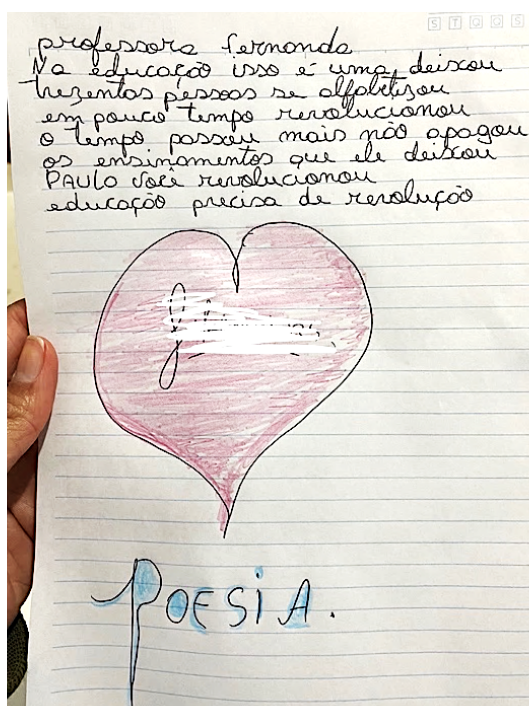 S T Q Q S
professora fernanda
Na educação isso é uma, deixou
trezentas pessoas se alfabetizou
em pouco tempo revolucionou
o tempo passou mais não apagou
os ensinamentos que ele deixou
PAULO você revolucionou
educação precisa de revolução
POESiA.